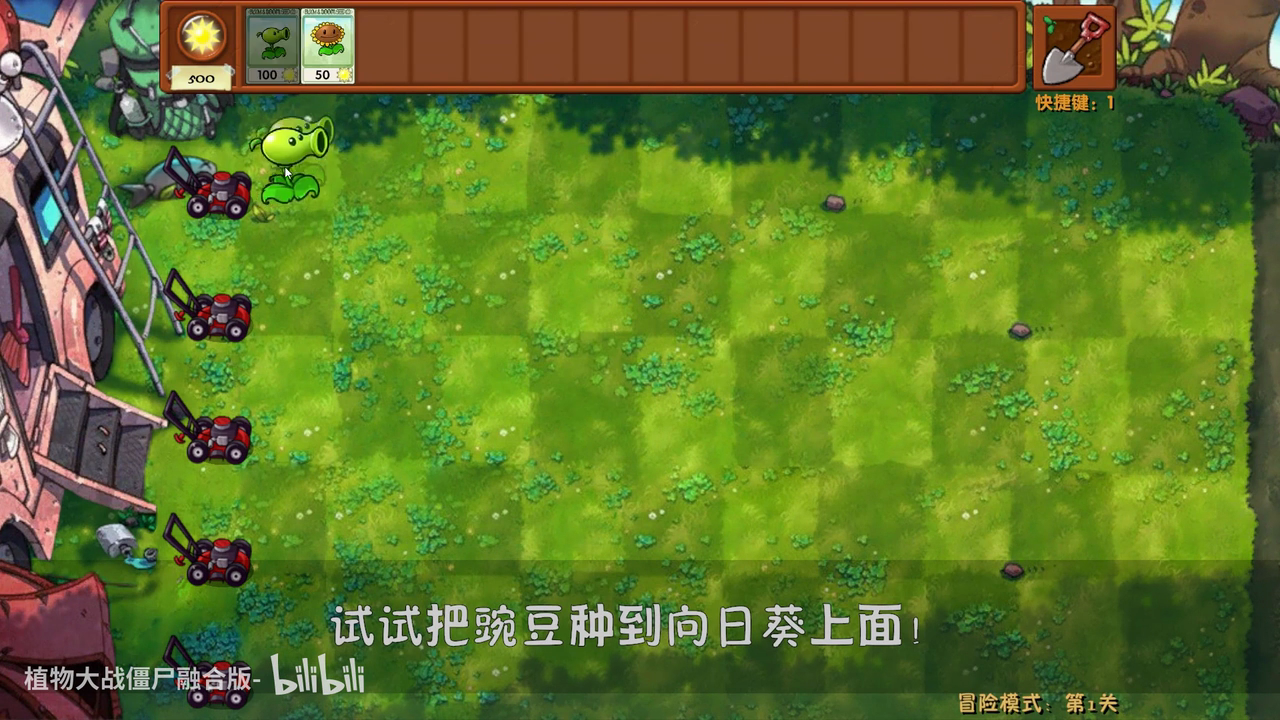 500
100
50
快捷键：1
试试把豌豆种到向日葵上面！
植物大战僵尸融合版-
bilibili
冒险模式：第1关